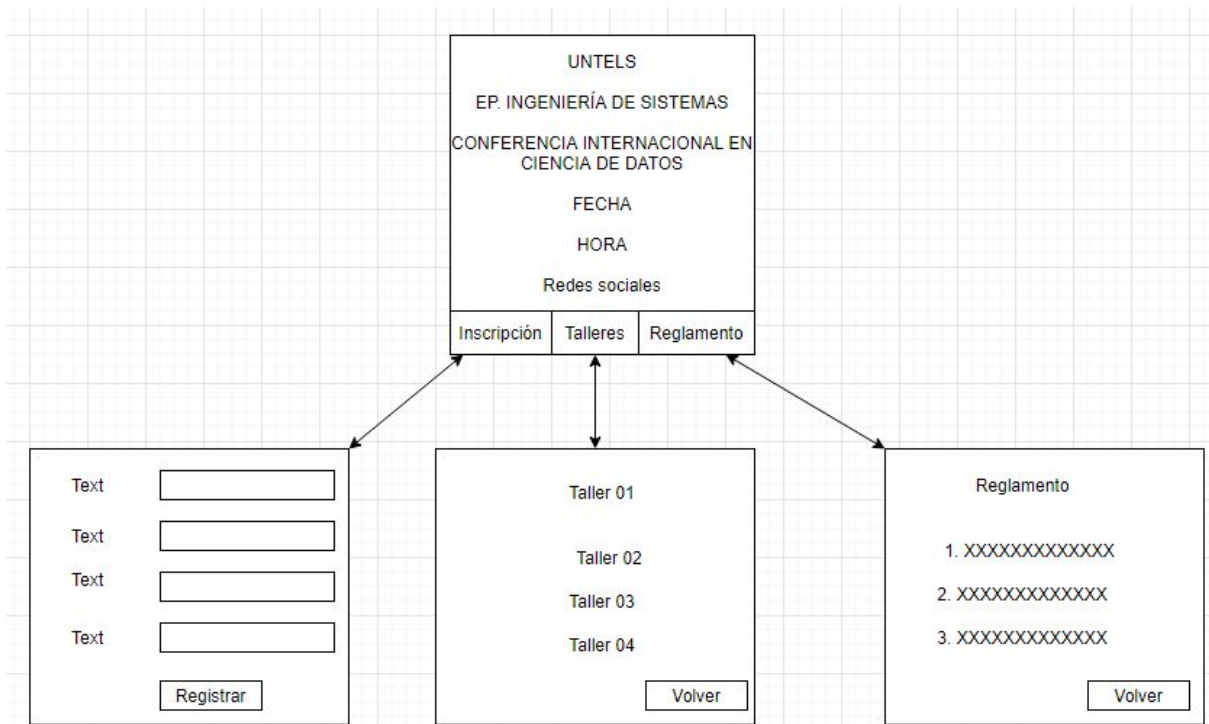 UNTELS
EP. INGENIERÍA DE SISTEMAS
CONFERENCIA INTERNACIONAL EN
CIENCIA DE DATOS
FECHA
HORA
Redes sociales
Inscripción
Talleres
Reglamento
Text
Text
Text
Text
Registrar
Taller 01
Taller 02
Taller 03
Taller 04
Volver
Reglamento
1. XXXXXXXXXXXXX
2. XXXXXXXXXXXXX
3. XXXXXXXXXXXXX
Volver